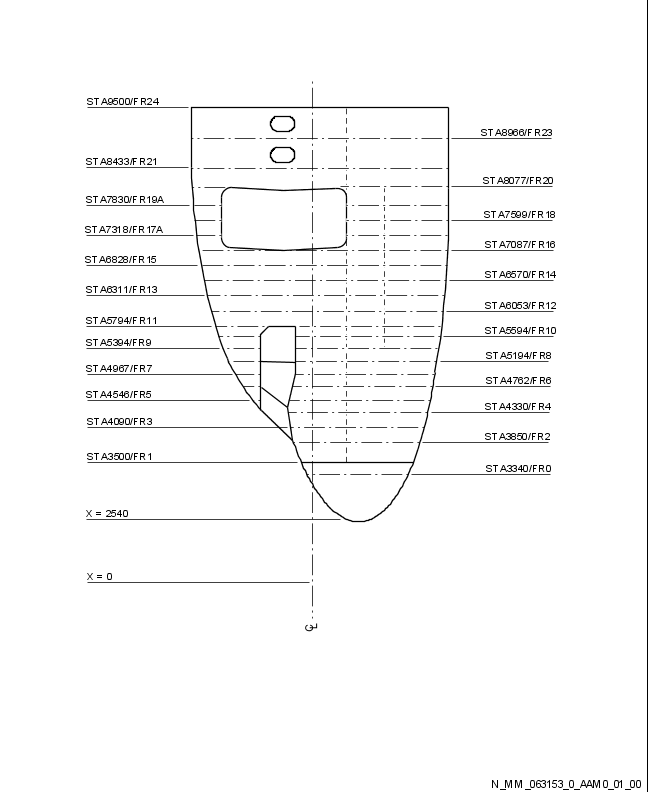 STA9500/FR24
STA8966/FR23
STA8433/FR21
STA8077/FR20
STA7830/FR19A
STA7599/FR18
STA7318/FR17A
STA7087/FR16
STA6828/FR15
STA6570/FR14
STA6311/FR13
STA6053/FR12
STA5794/FR11
STA5594/FR10
STA5394/FR9
STA5194/FR8
STA4967/FR7
STA4762/FR6
STA4546/FR5
STA4330/FR4
STA4090/FR3
STA3850/FR2
STA3500/FR1
STA3340/FR0
X = 2540
X = 0
℄
N_MM_063153_0_AAM0_01_00